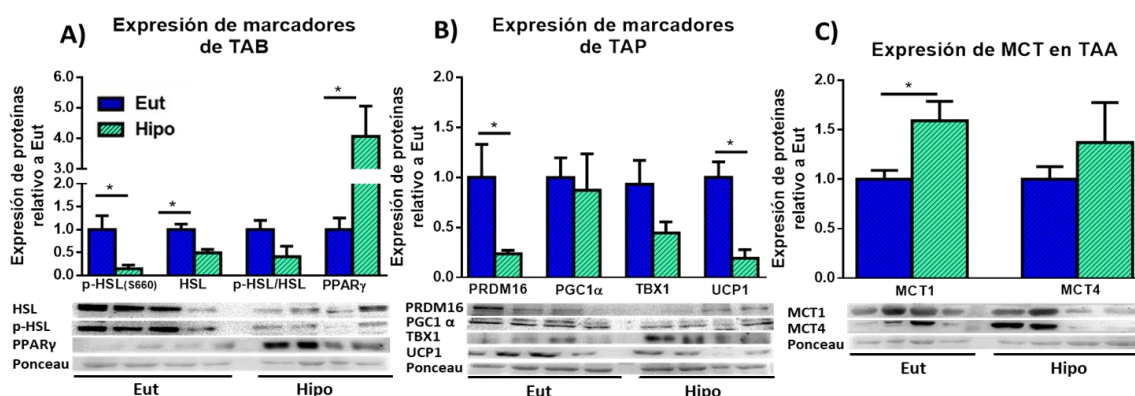 A)
Expresión de marcadores
de TAB
Expresión de proteínas
relativo a Eut
6.0
5.0
4.0
3.0
2.0
1.5
1.0
0.5
0.0
Eut
Hipo
*
*
*
p-HSL(S660)
HSL
p-HSL/HSL
PPARγ
HSL
p-HSL
PPARγ
Ponceau
Eut
Hipo
B)
Expresión de marcadores
de TAP
Expresión de proteínas
relativo a Eut
2.0
1.5
1.0
0.5
0.0
*
*
PRDM16
PGC1α
TBX1
UCP1
PRDM16
PGC1 α
TBX1
UCP1
Ponceau
Eut
Hipo
C)
Expresión de MCT en TAA
Expresión de proteínas
relativo a Eut
2.0
1.5
1.0
0.5
0.0
*
MCT1
MCT4
MCT1
MCT4
Ponceau
Eut
Hipo